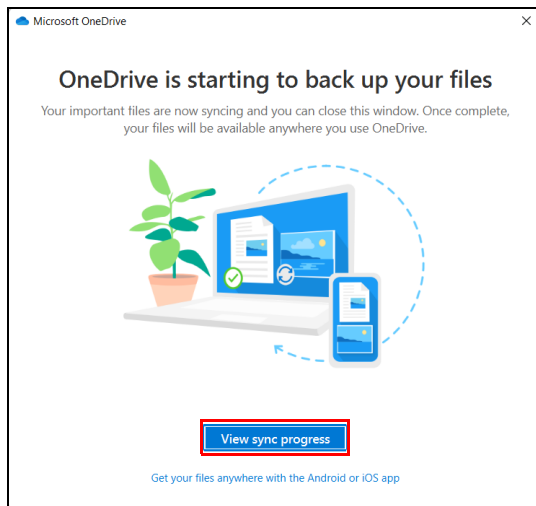 Microsoft OneDrive
OneDrive is starting to back up your files
Your important files are now syncing and you can close this window. Once complete,
your files will be available anywhere you use OneDrive.
View sync progress
Get your files anywhere with the Android or iOS app